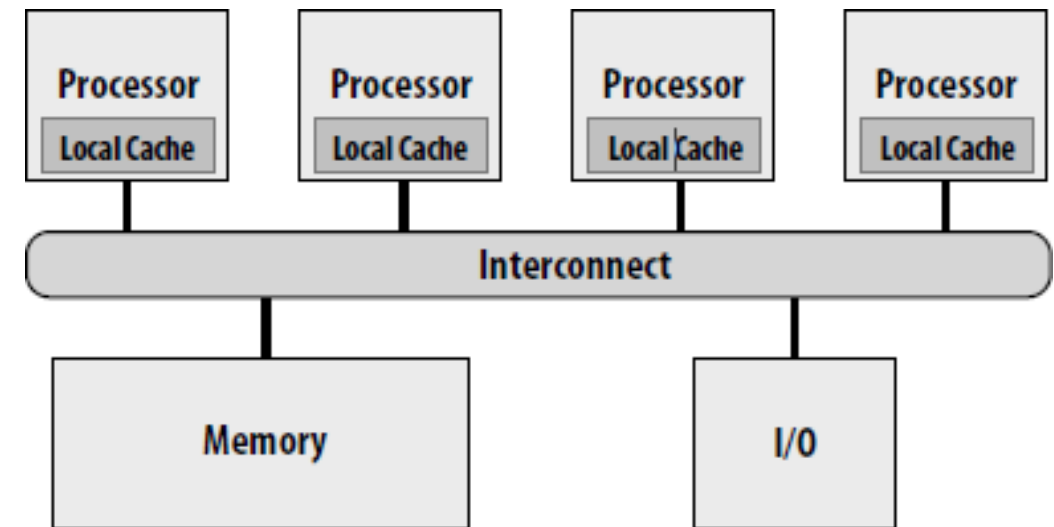 Processor
Local Cache
Processor
Local Cache
Processor
Local Cache
Processor
Local Cache
Interconnect
Memory
I/O